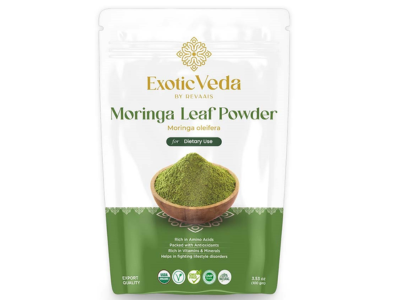 ExoticVeda
BY REVAAIS
Moringa Leaf Powder
Moringa oleifera
for Dietary Use
Rich in Amino Acids
Packed with Antioxidants
Rich in Vitamins & Minerals
Helps in fighting lifestyle disorders
EXPORT
QUALITY